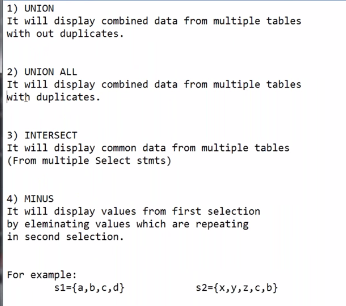 1) UNION
It will display combined data from multiple tables
with out duplicates.
2) UNION ALL
It will display combined data from multiple tables
with duplicates.
3) INTERSECT
It will display common data from multiple tables
(From multiple Select stmts)
4) MINUS
It will display values from first selection
by eleminating values which are repeating
in second selection.
For example:
s1={a,b,c,d} s2={x,y,z,c,b}